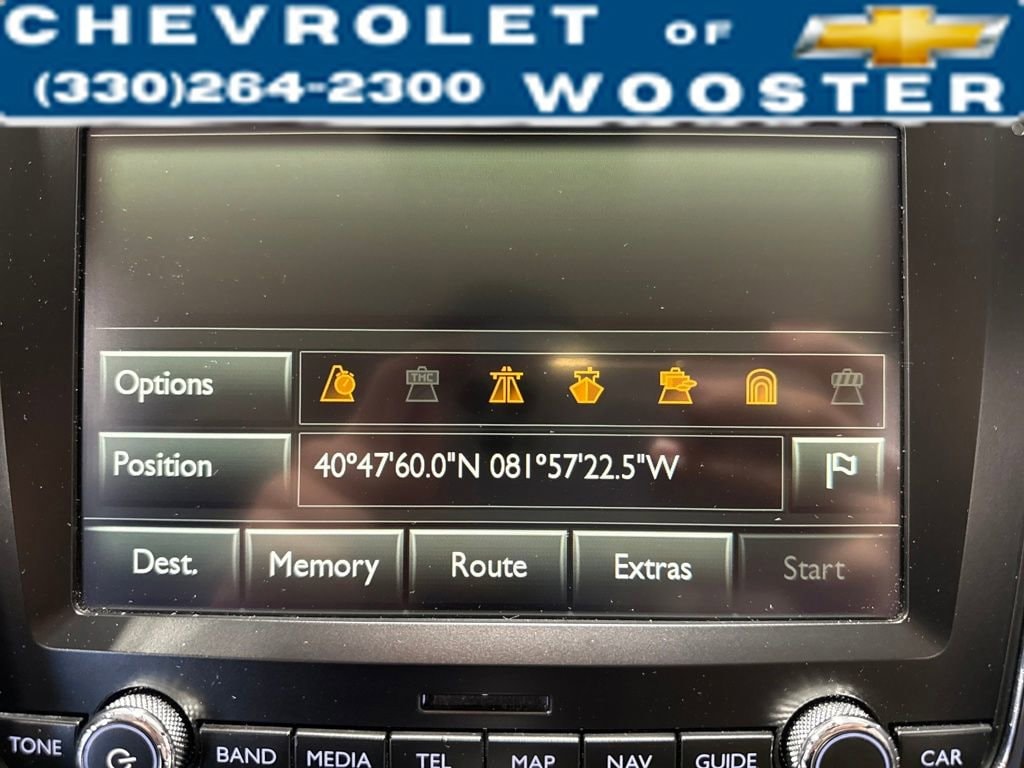 CHEVROLET OF
(330)264-2300 WOOSTER
Options
TMC
Position
40°47'60.0"N 081°57'22.5"W
Dest. Memory Route Extras Start
TONE BAND MEDIA TEL MAP NAV GUIDE CAR